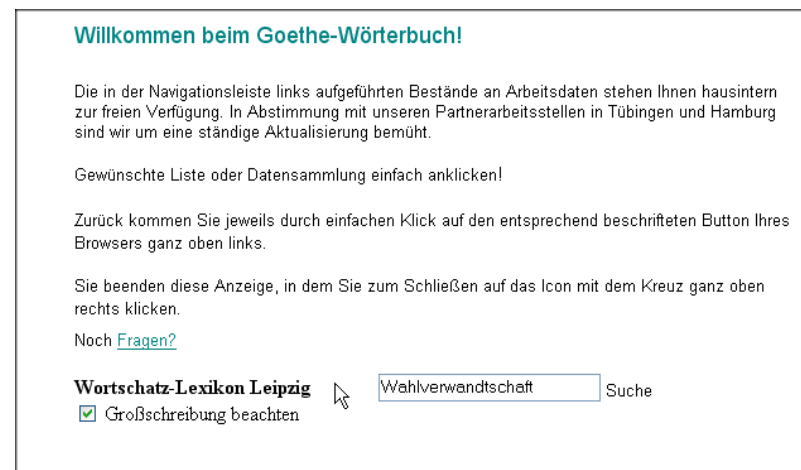 Willkommen beim Goethe-Wörterbuch!
Die in der Navigationsleiste links aufgeführten Bestände an Arbeitsdaten stehen Ihnen hausintern
zur freien Verfügung. In Abstimmung mit unseren Partnerarbeitsstellen in Tübingen und Hamburg
sind wir um eine ständige Aktualisierung bemüht.
Gewünschte Liste oder Datensammlung einfach anklicken!
Zurück kommen Sie jeweils durch einfachen Klick auf den entsprechend beschrifteten Button Ihres
Browsers ganz oben links.
Sie beenden diese Anzeige, in dem Sie zum Schließen auf das Icon mit dem Kreuz ganz oben
rechts klicken.
Noch Fragen?
Wortschatz-Lexikon Leipzig Wahlverwandtschaft Suche
Großschreibung beachten